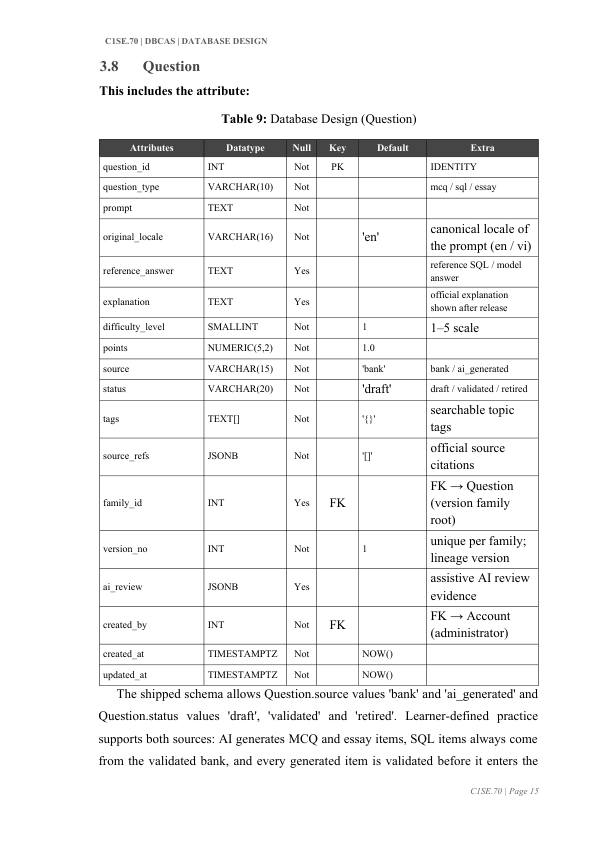 C1SE.70 | DBCAS | DATABASE DESIGN
3.8 Question
This includes the attribute:
Table 9: Database Design (Question)
Attributes Datatype Null Key Default Extra
question_id INT Not PK IDENTITY
question_type VARCHAR(10) Not mcq / sql / essay
prompt TEXT Not
original_locale VARCHAR(16) Not 'en' canonical locale of
the prompt (en / vi)
reference_answer TEXT Yes reference SQL / model
answer
explanation TEXT Yes official explanation
shown after release
difficulty_level SMALLINT Not 1 1–5 scale
points NUMERIC(5,2) Not 1.0
source VARCHAR(15) Not 'bank' bank / ai_generated
status VARCHAR(20) Not 'draft' draft / validated / retired
tags TEXT[] Not '{}' searchable topic
tags
source_refs JSONB Not '[]' official source
citations
family_id INT Yes FK FK → Question
(version family
root)
version_no INT Not 1 unique per family;
lineage version
ai_review JSONB Yes assistive AI review
evidence
created_by INT Not FK FK → Account
(administrator)
created_at TIMESTAMPTZ Not NOW()
updated_at TIMESTAMPTZ Not NOW()
The shipped schema allows Question.source values 'bank' and 'ai_generated' and
Question.status values 'draft', 'validated' and 'retired'. Learner-defined practice
supports both sources: AI generates MCQ and essay items, SQL items always come
from the validated bank, and every generated item is validated before it enters the
C1SE.70 | Page 15